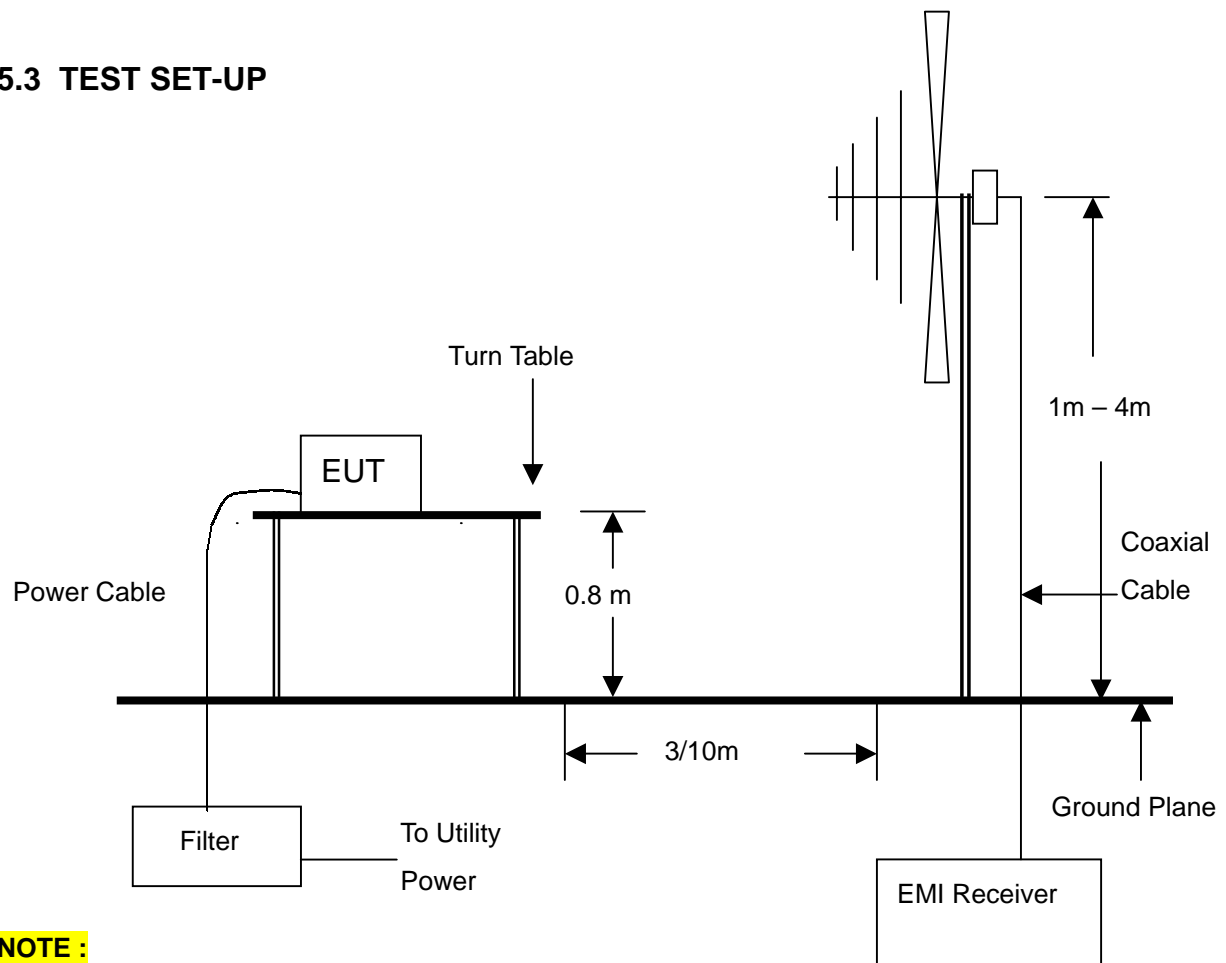 5.3 TEST SET-UP
Turn Table
1m – 4m
EUT
Coaxial
Cable
Power Cable
0.8 m
3/10m
Ground Plane
Filter
To Utility
Power
EMI Receiver
NOTE :